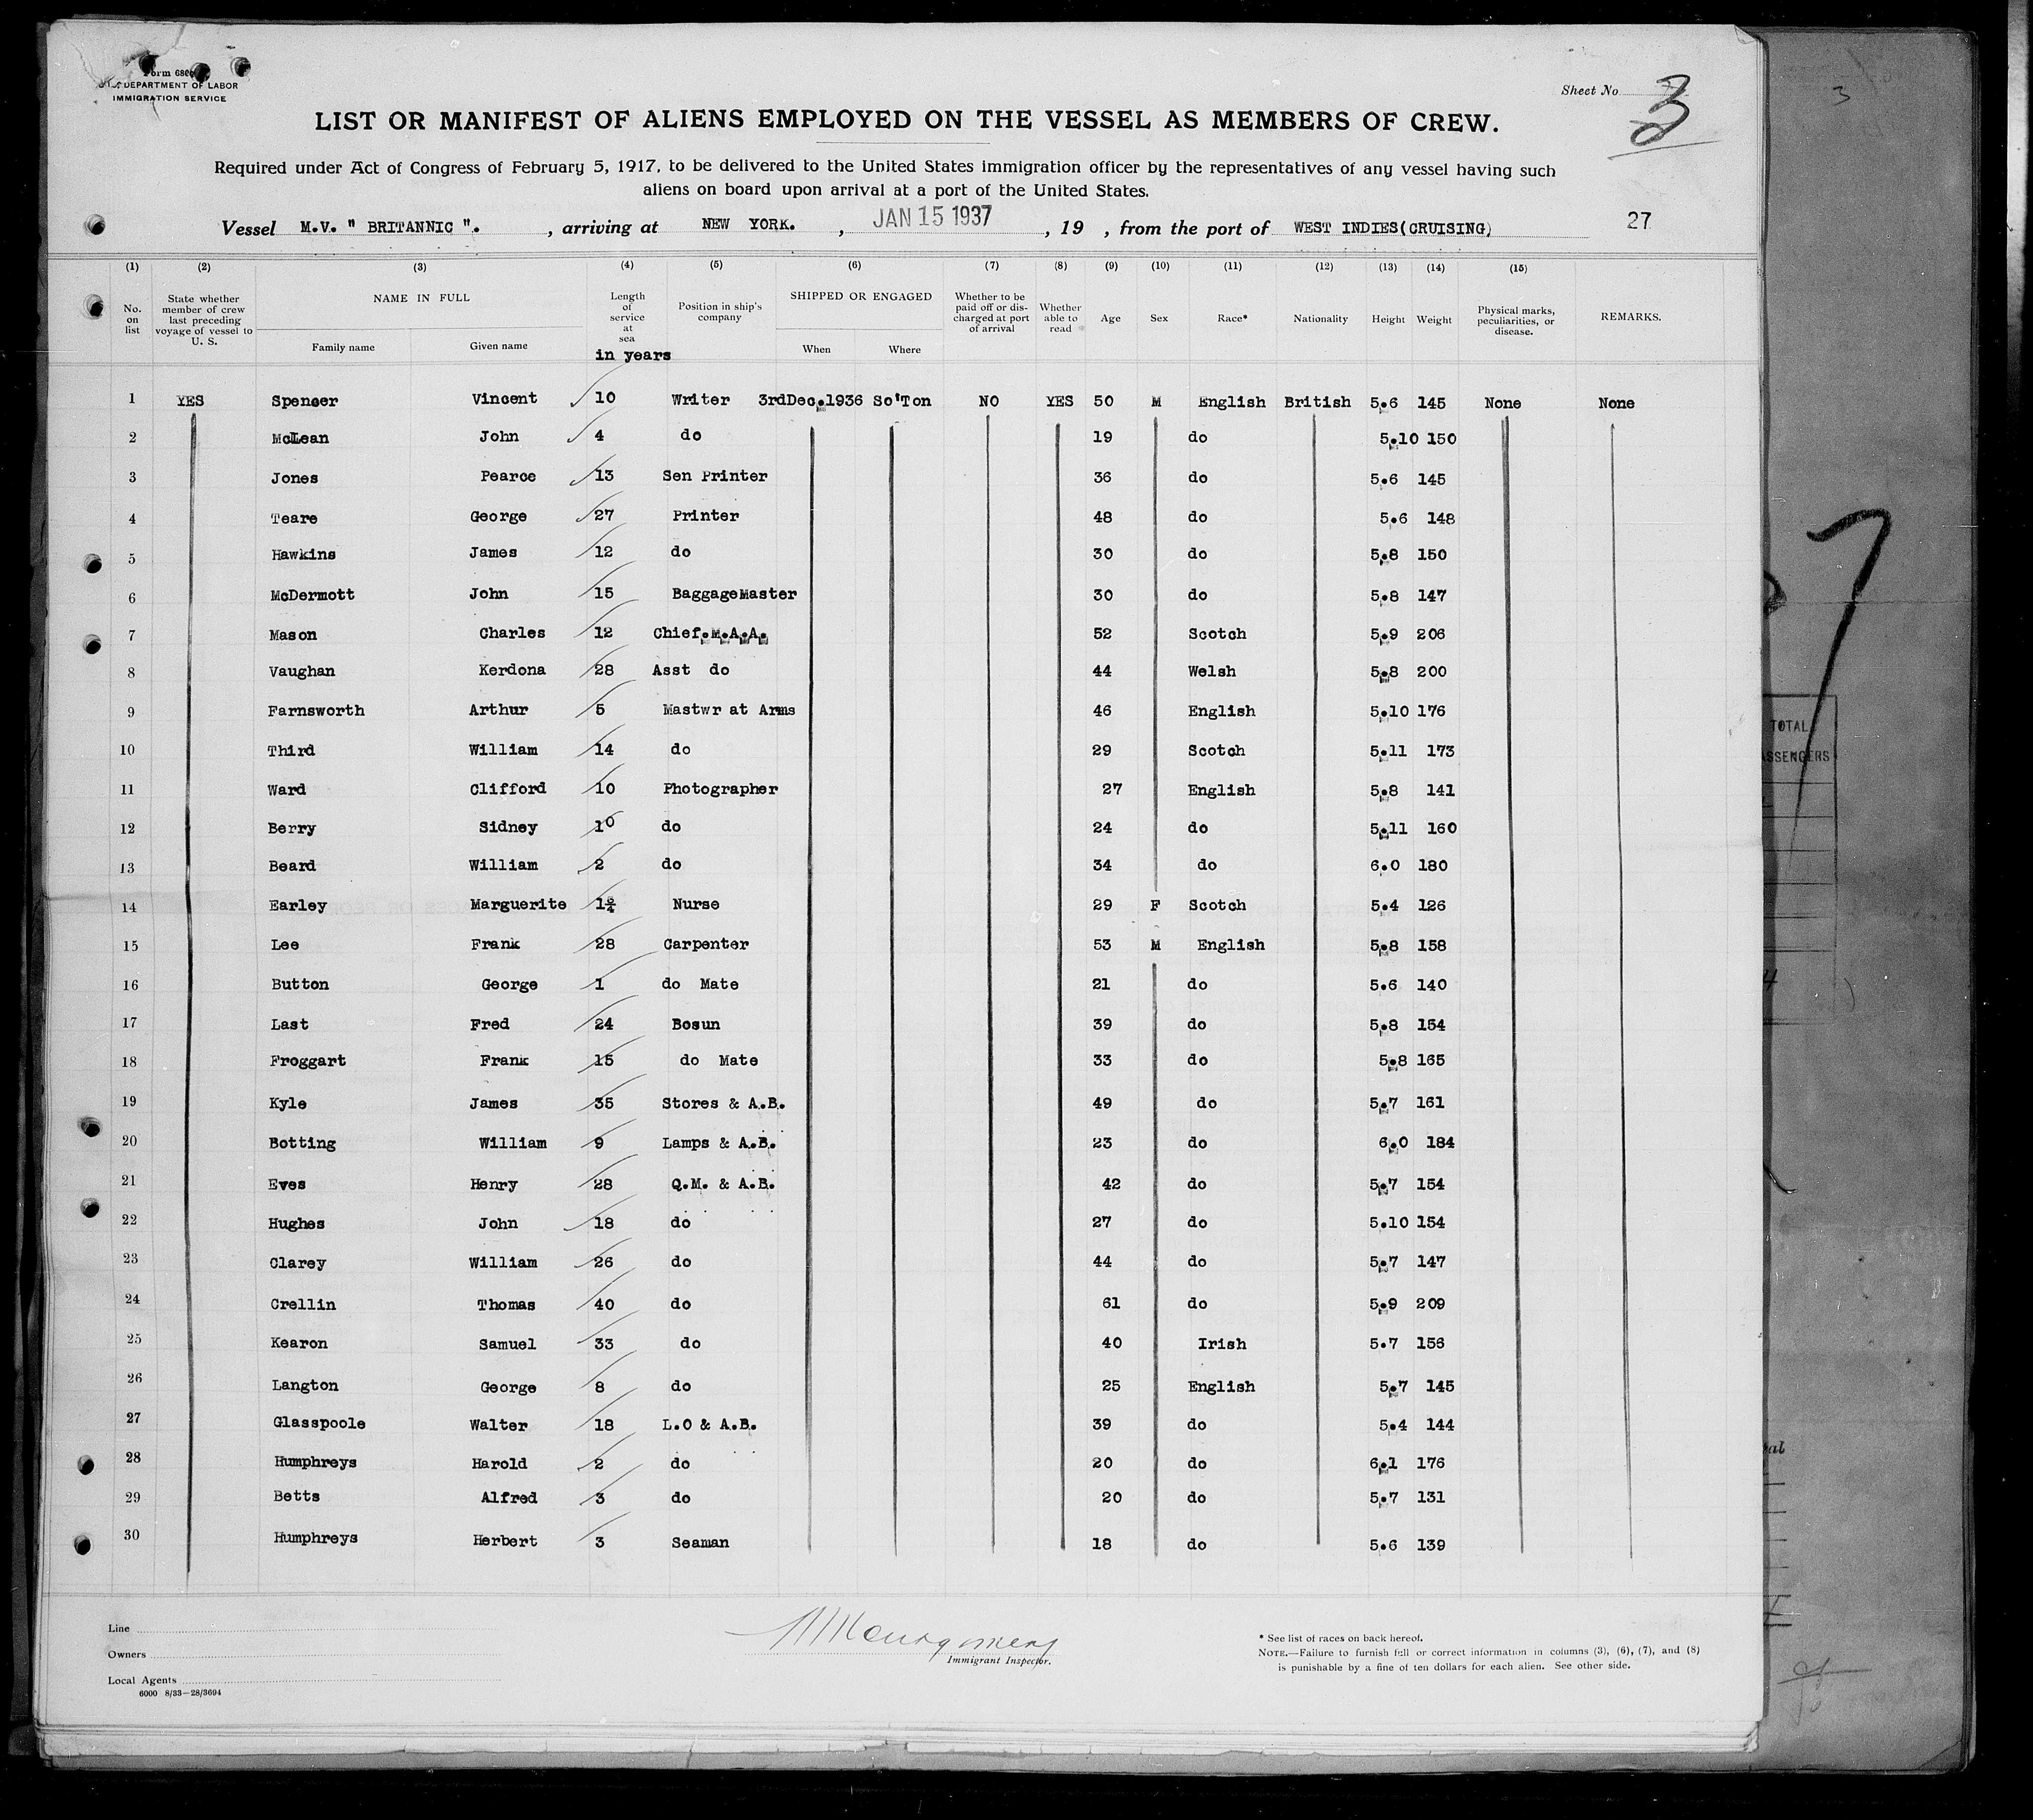 Form 680
DEPARTMENT OF LABOR
IMMIGRATION SERVICE
Sheet No 3
LIST OR MANIFEST OF ALIENS EMPLOYED ON THE VESSEL AS MEMBERS OF CREW.
Required under Act of Congress of February 5, 1917, to be delivered to the United States immigration officer by the representatives of any vessel having such
aliens on board upon arrival at a port of the United States.
Vessel M.V. " BRITANNIC ". , arriving at NEW YORK. , JAN 15 1937 , 19 , from the port of WEST INDIES(CRUISING) 27
(1) (2) (3) (4) (5) (6) (7) (8) (9) (10) (11) (12) (13) (14) (15)
No. on list State whether member of crew last preceding voyage of vessel to U. S. NAME IN FULL Family name Given name Length of service at sea in years Position in ship's company SHIPPED OR ENGAGED When Where Whether to be paid off or discharged at port of arrival Whether able to read Age Sex Race* Nationality Height Weight Physical marks, peculiarities, or disease. REMARKS.
1 YES Spencer Vincent 10 Writer 3rdDec.1936 So'Ton NO YES 50 M English British 5.6 145 None None
2 McLean John 4 do 19 do 5.10 150
3 Jones Pearce 13 Sen Printer 36 do 5.6 145
4 Teare George 27 Printer 48 do 5.6 148
5 Hawkins James 12 do 30 do 5.8 150
6 McDermott John 15 BaggageMaster 30 do 5.8 147
7 Mason Charles 12 Chief.M.A.A. 52 Scotch 5.9 206
8 Vaughan Kerdona 28 Asst do 44 Welsh 5.8 200
9 Farnsworth Arthur 5 Mastwr at Arms 46 English 5.10 176
10 Third William 14 do 29 Scotch 5.11 173
11 Ward Clifford 10 Photographer 27 English 5.8 141
12 Berry Sidney 10 do 24 do 5.11 160
13 Beard William 2 do 34 do 6.0 180
14 Earley Marguerite Nurse 29 F Scotch 5.4 126
15 Lee Frank 28 Carpenter 53 M English 5.8 158
16 Button George 1 do Mate 21 do 5.6 140
17 Last Fred 24 Bosun 39 do 5.8 154
18 Froggart Frank 15 do Mate 33 do 5.8 165
19 Kyle James 35 Stores & A.B. 49 do 5.7 161
20 Botting William 9 Lamps & A.B. 23 do 6.0 184
21 Eves Henry 28 Q.M. & A.B. 42 do 5.7 154
22 Hughes John 18 do 27 do 5.10 154
23 Clarey William 26 do 44 do 5.7 147
24 Crellin Thomas 40 do 61 do 5.9 209
25 Kearon Samuel 33 do 40 Irish 5.7 156
26 Langton George 8 do 25 English 5.7 145
27 Glasspoole Walter 18 L.O & A.B. 39 do 5.4 144
28 Humphreys Harold 2 do 20 do 6.1 176
29 Betts Alfred 3 do 20 do 5.7 131
30 Humphreys Herbert 3 Seaman 18 do 5.6 139
Line
Owners
Local Agents
6000 8/33—28/3694
Montgomery
Immigrant Inspector.
* See list of races on back hereof.
NOTE.—Failure to furnish full or correct information in columns (3), (6), (7), and (8)
is punishable by a fine of ten dollars for each alien. See other side.
3
TOTAL